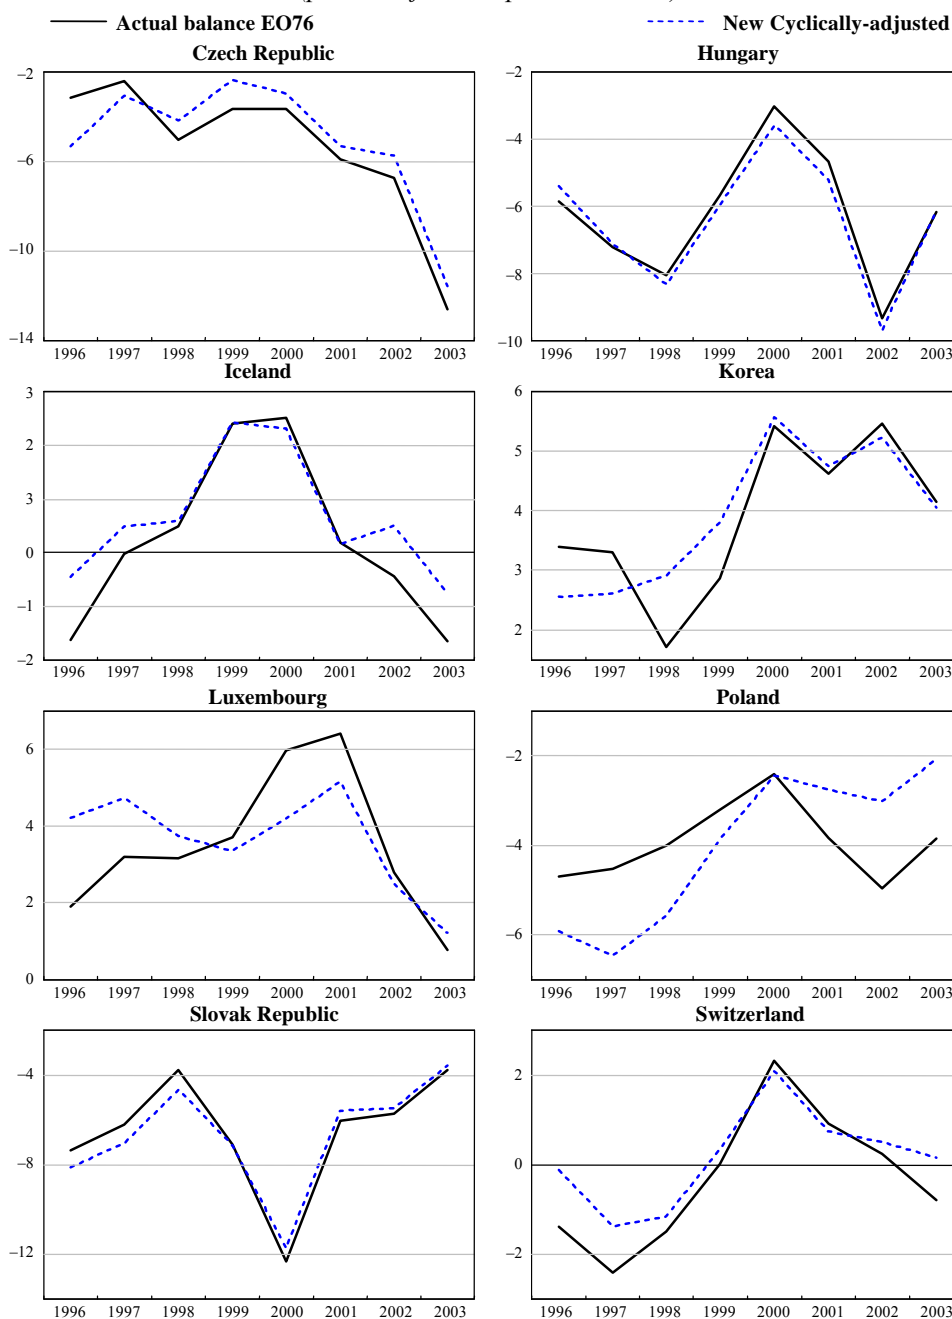 Actual balance EO76 New Cyclically-adjusted
Czech Republic Hungary
−2
−6
−10
−14
1996 1997 1998 1999 2000 2001 2002 2003
−2
−4
−6
−8
−10
1996 1997 1998 1999 2000 2001 2002 2003
Iceland Korea
3
2
3
0
−1
−2
1996 1997 1998 1999 2000 2001 2002 2003
6
5
4
3
2
1996 1997 1998 1999 2000 2001 2002 2003
Luxembourg Poland
6
4
2
0
1996 1997 1998 1999 2000 2001 2002 2003
−2
−4
−6
1996 1997 1998 1999 2000 2001 2002 2003
Slovak Republic Switzerland
−4
−8
−12
1996 1997 1998 1999 2000 2001 2002 2003
2
0
−2
1996 1997 1998 1999 2000 2001 2002 2003